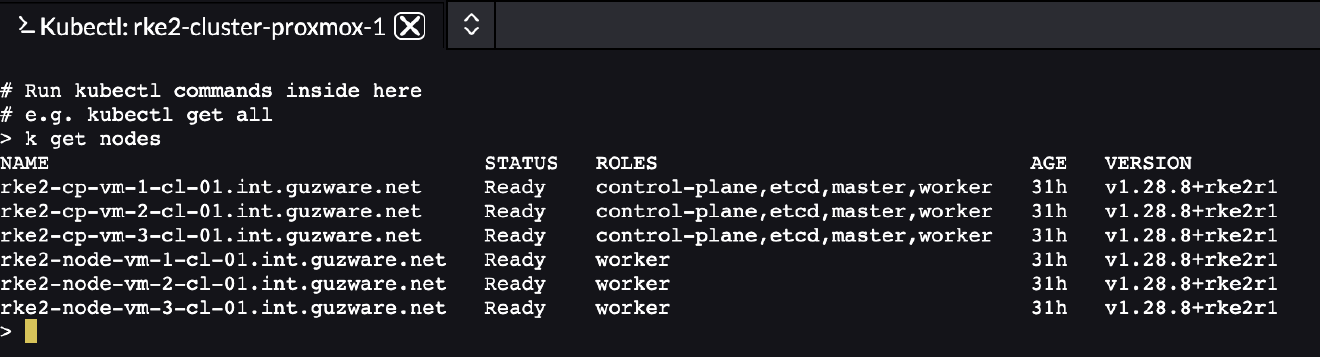 Kubectl: rke2-cluster-proxmox-1
# Run kubectl commands inside here
# e.g. kubectl get all
> k get nodes
NAME STATUS ROLES AGE VERSION
rke2-cp-vm-1-cl-01.int.guzware.net Ready control-plane,etcd,master,worker 31h v1.28.8+rke2r1
rke2-cp-vm-2-cl-01.int.guzware.net Ready control-plane,etcd,master,worker 31h v1.28.8+rke2r1
rke2-cp-vm-3-cl-01.int.guzware.net Ready control-plane,etcd,master,worker 31h v1.28.8+rke2r1
rke2-node-vm-1-cl-01.int.guzware.net Ready worker 31h v1.28.8+rke2r1
rke2-node-vm-2-cl-01.int.guzware.net Ready worker 31h v1.28.8+rke2r1
rke2-node-vm-3-cl-01.int.guzware.net Ready worker 31h v1.28.8+rke2r1
>